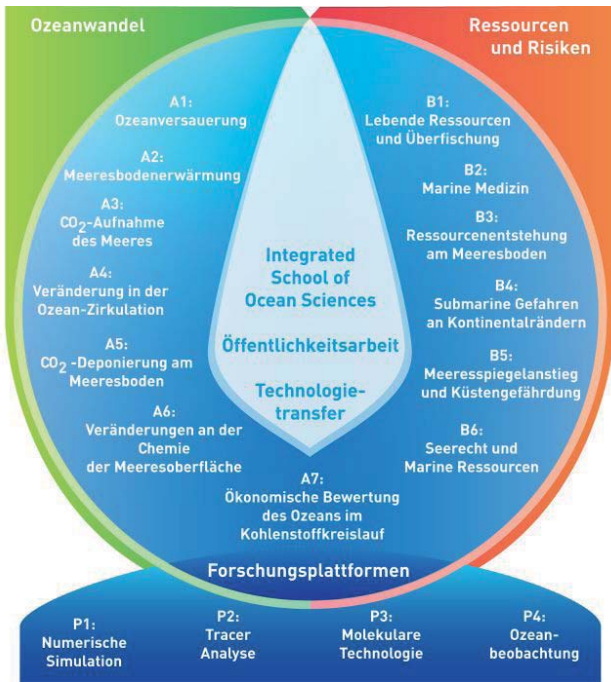 Ozeanwandel
Ressourcen
und Risiken
A1:
Ozeanversauerung
A2:
Meeresbodenerwärmung
A3:
CO2-Aufnahme
des Meeres
A4:
Veränderung in der
Ozean-Zirkulation
A5:
CO2 -Deponierung am
Meeresboden
A6:
Veränderungen an der
Chemie
der Meeresoberfläche
A7:
Ökonomische Bewertung
des Ozeans im
Kohlenstoffkreislauf
Integrated
School of
Ocean Sciences
Öffentlichkeitsarbeit
Technologie-
transfer
B1:
Lebende Ressourcen
und Überfischung
B2:
Marine Medizin
B3:
Ressourcenentstehung
am Meeresboden
B4:
Submarine Gefahren
an Kontinentalrändern
B5:
Meeresspiegelanstieg
und Küstengefährdung
B6:
Seerecht und
Marine Ressourcen
Forschungsplattformen
P1:
Numerische
Simulation
P2:
Tracer
Analyse
P3:
Molekulare
Technologie
P4:
Ozean-
beobachtung